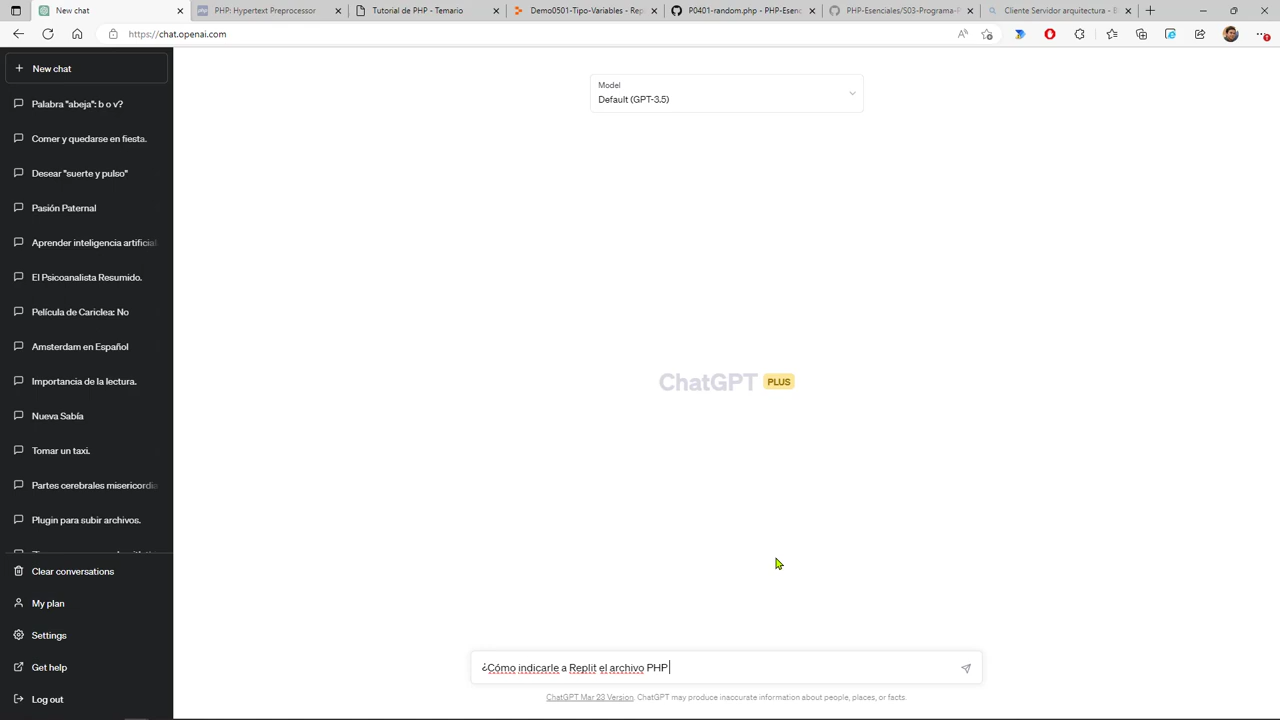 New chat
PHP: Hypertext Preprocessor
Tutorial de PHP - Temario
Demo0501-Tipo-Variables - Rep
P0401-random.php - PHP-Esenc
PHP-Esenciales/S03-Programa-P
Cliente Servidor arquitectura - B
https://chat.openai.com
New chat
Palabra "abeja": b o v?
Comer y quedarse en fiesta.
Desear "suerte y pulso"
Pasión Paternal
Aprender inteligencia artificial
El Psicoanalista Resumido.
Película de Cariclea: No
Amsterdam en Español
Importancia de la lectura.
Nueva Sabía
Tomar un taxi.
Partes cerebrales misericordia
Plugin para subir archivos.
Clear conversations
My plan
Settings
Get help
Log out
Model
Default (GPT-3.5)
ChatGPT PLUS
¿Cómo indicarle a Replit el archivo PHP
ChatGPT Mar 23 Version. ChatGPT may produce inaccurate information about people, places, or facts.